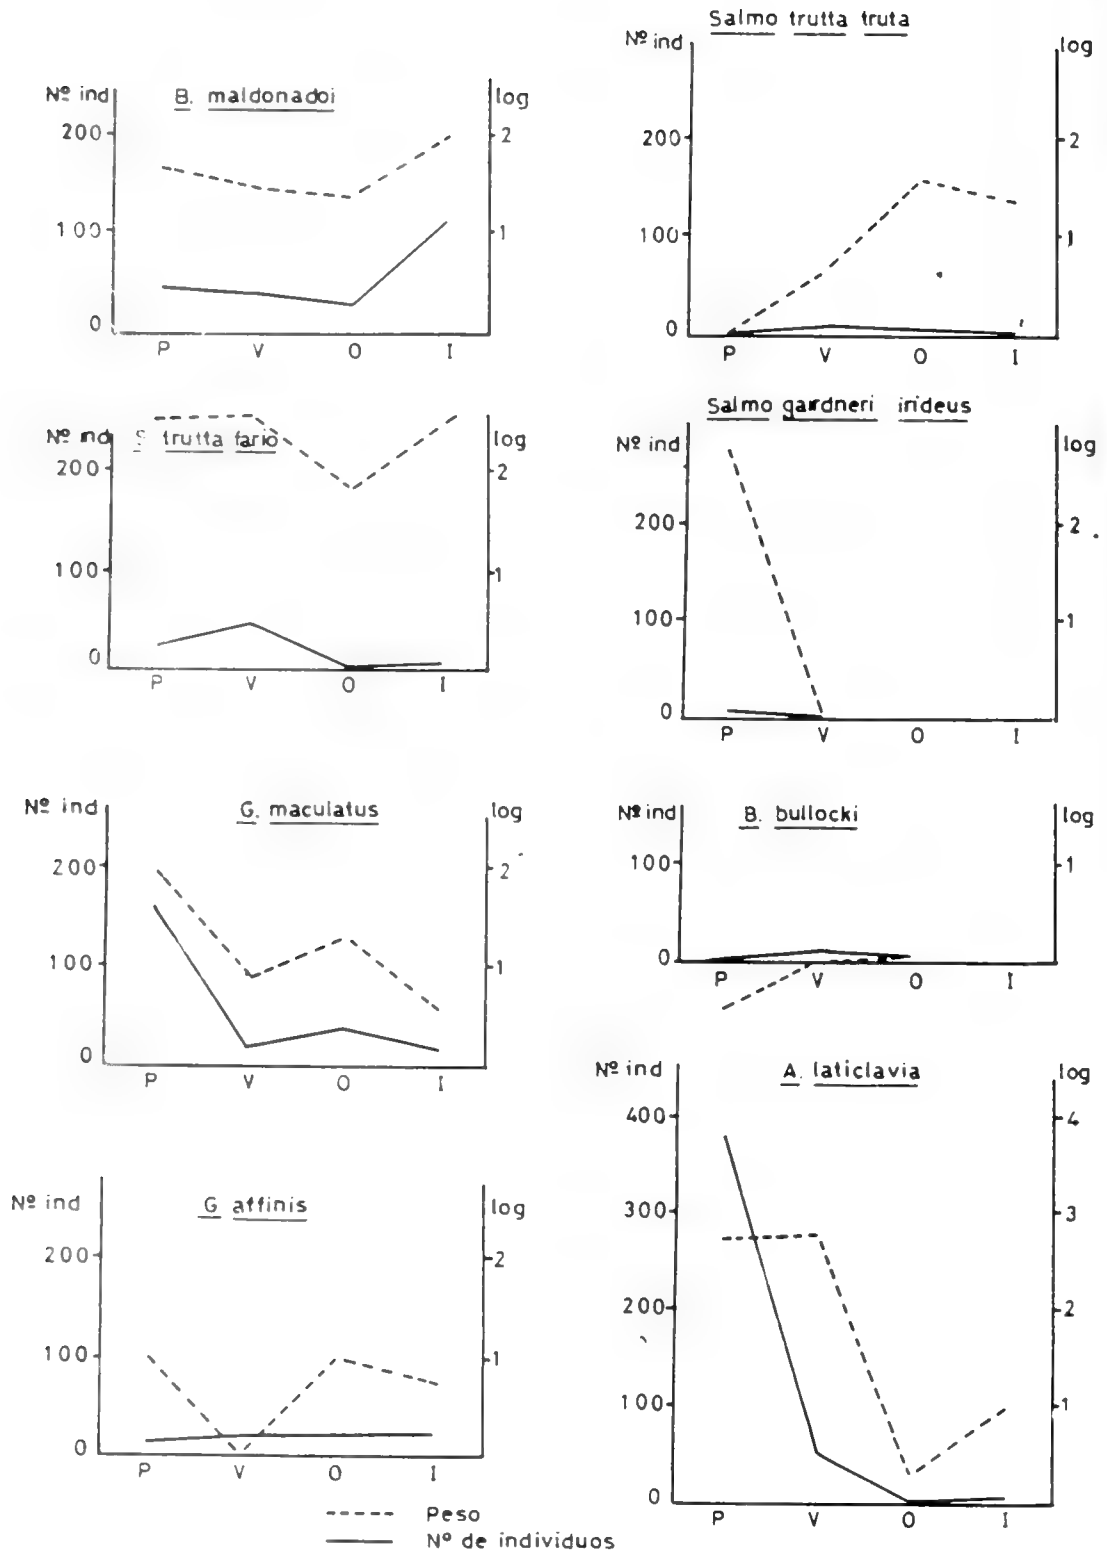 B. maldonadoi
Nº ind
log
200
100
0
2
1
P V O I
Salmo trutta truta
Nº ind
log
200
100
0
2
1
P V O I
S trutta fario
Nº ind
log
200
100
0
2
1
P V O I
Salmo gardneri irideus
Nº ind
log
200
100
0
2
1
P V O I
G. maculatus
Nº ind
log
200
100
0
2
1
P V O I
B. bullocki
Nº ind
log
100
0
1
P V O I
G affinis
Nº ind
log
200
100
0
2
1
P V O I
A. laticlavia
Nº ind
log
400
300
200
100
0
4
3
2
1
P V O I
Peso
Nº de individuos